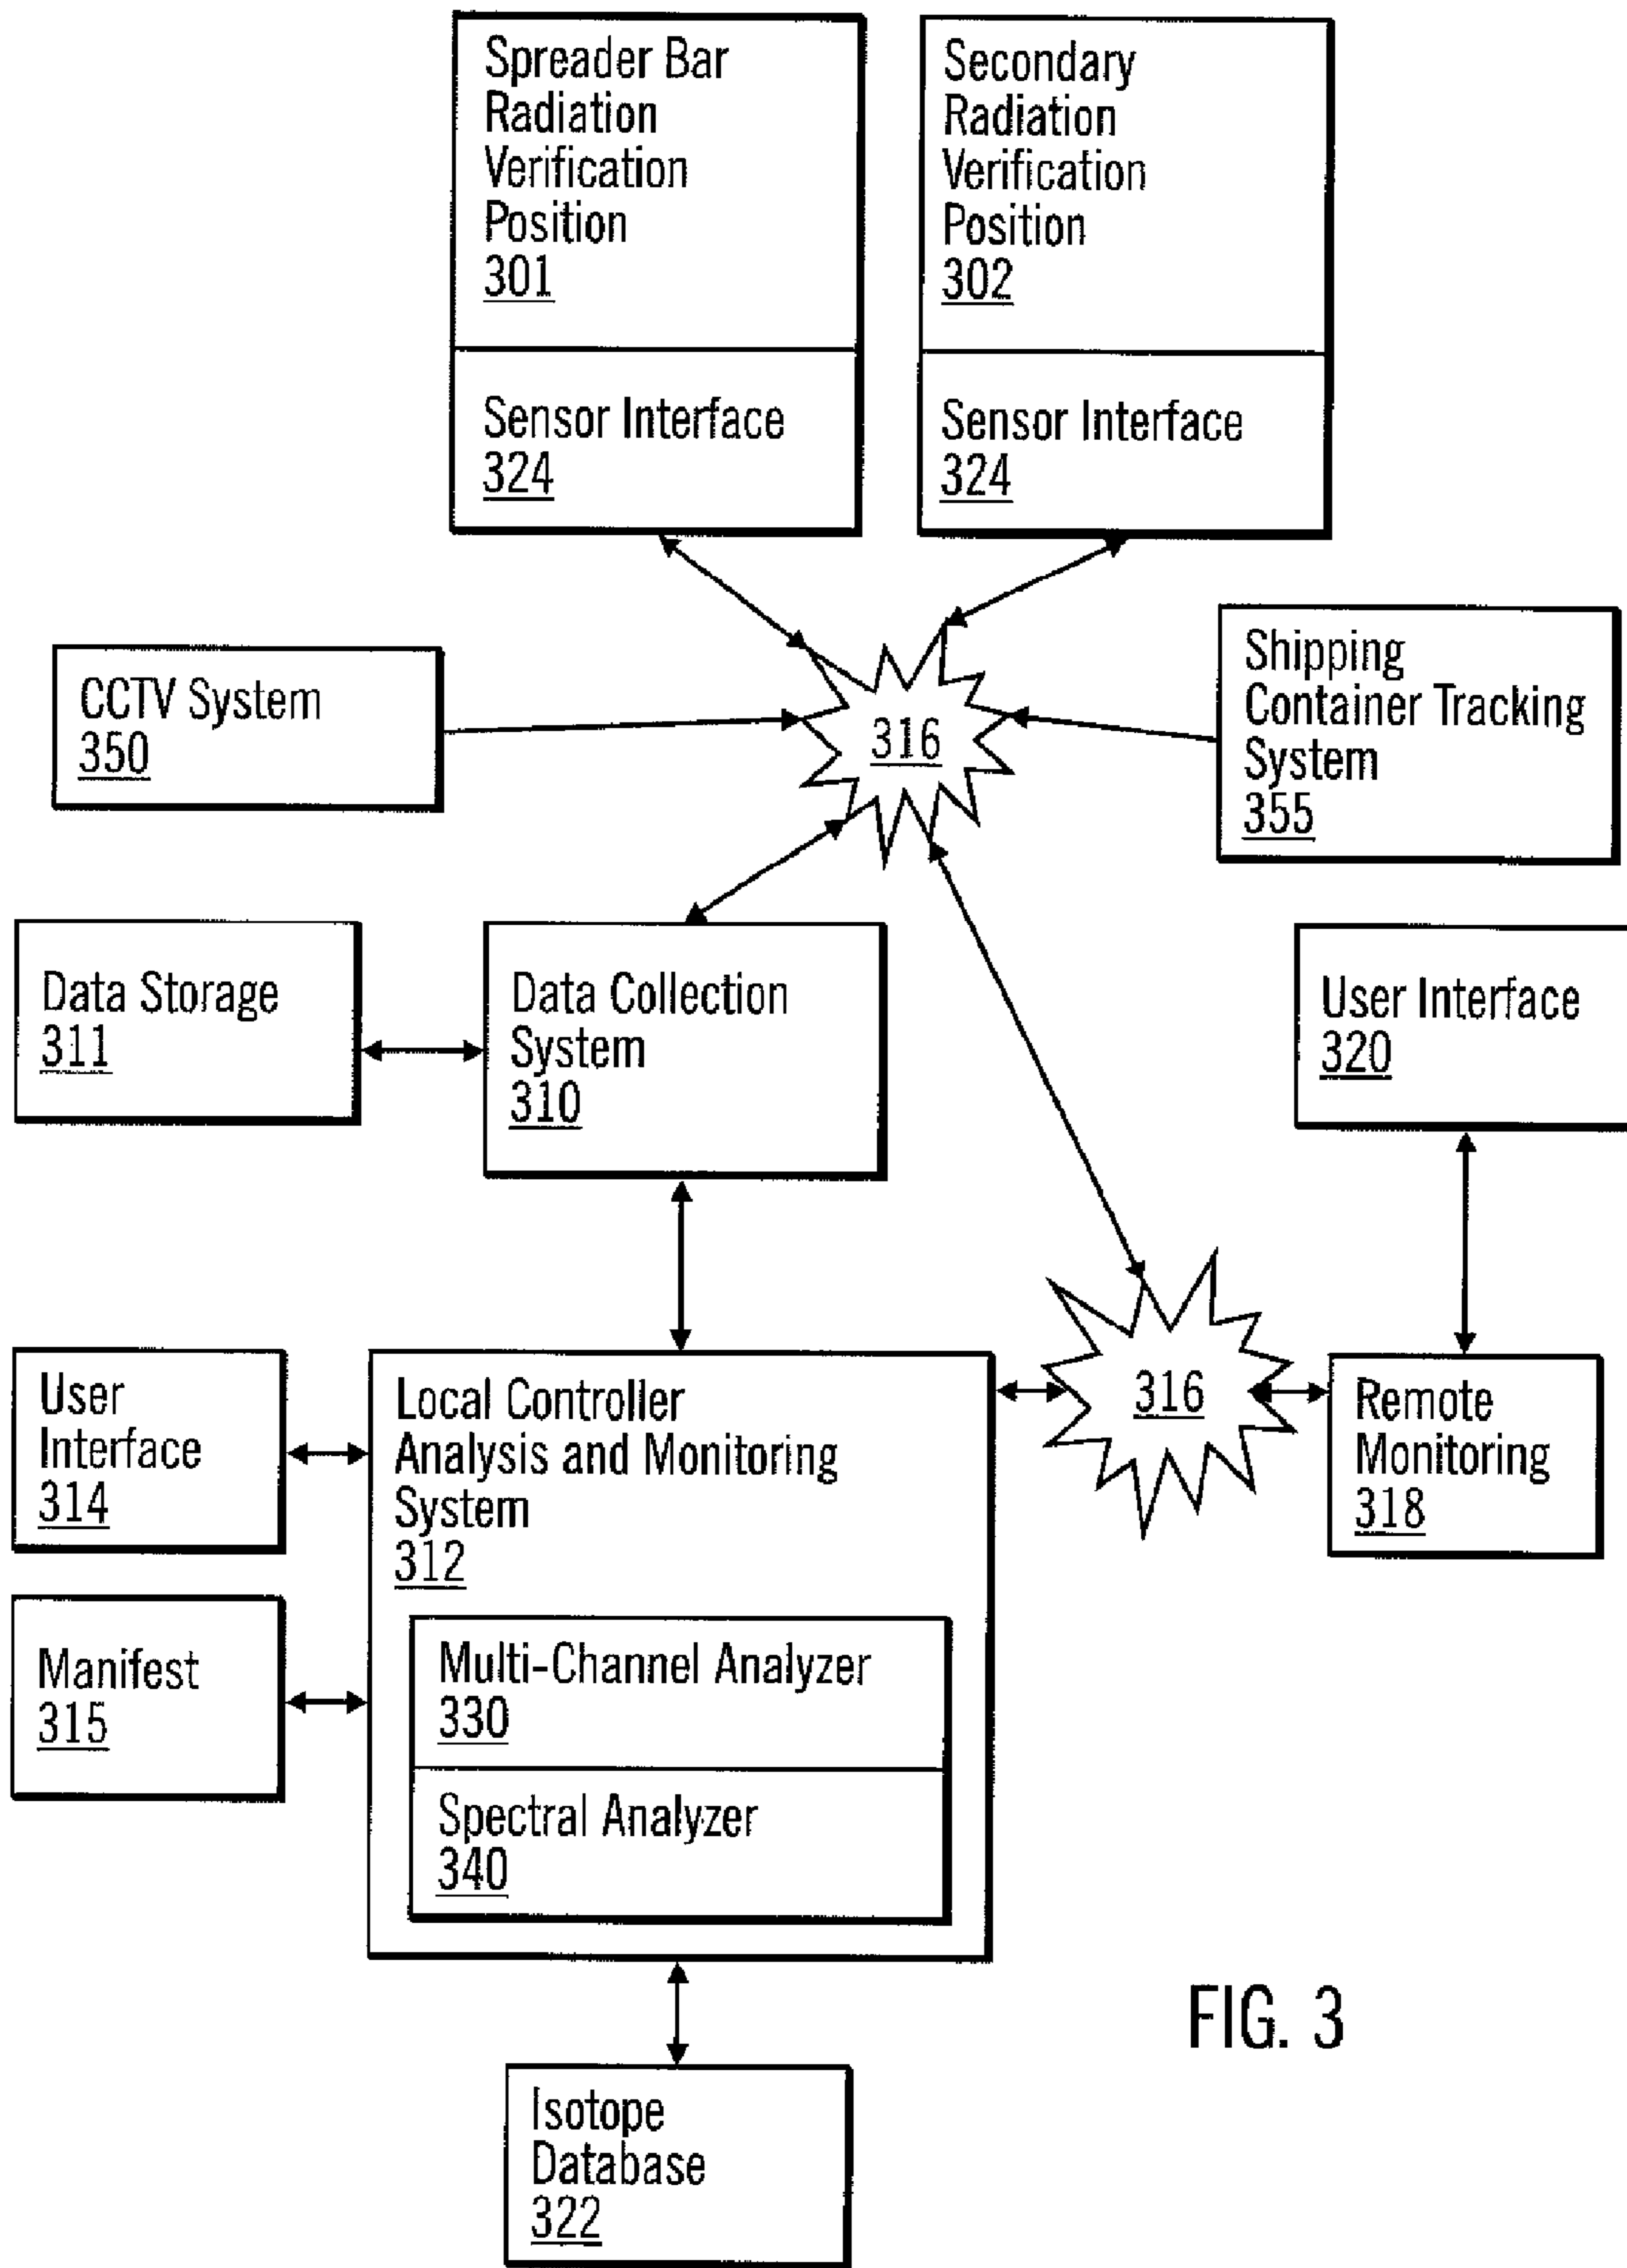 Spreader Bar
Radiation
Verification
Position
301
Sensor Interface
324
Secondary
Radiation
Verification
Position
302
Sensor Interface
324
CCTV System
350
316
Shipping
Container Tracking
System
355
Data Storage
311
Data Collection
System
310
User Interface
320
User
Interface
314
Local Controller
Analysis and Monitoring
System
312
316
Remote
Monitoring
318
Manifest
315
Multi-Channel Analyzer
330
Spectral Analyzer
340
Isotope
Database
322
FIG. 3